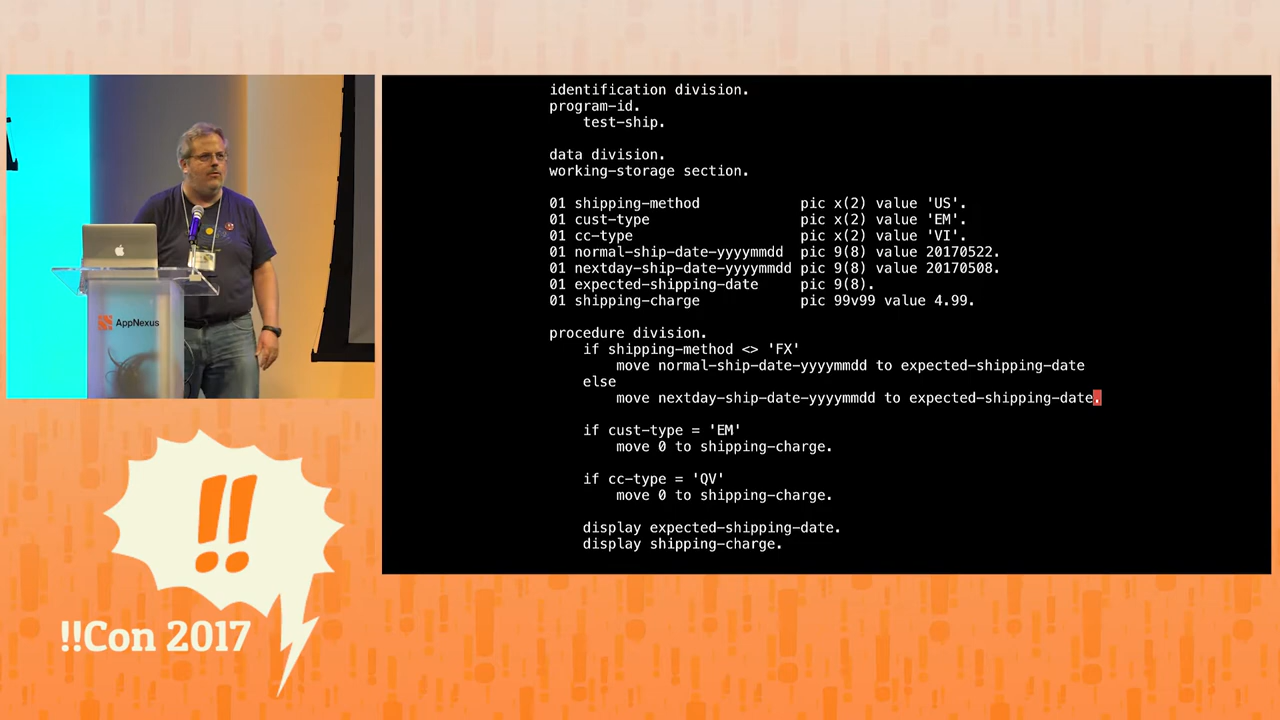 identification division.
program-id.
test-ship.
data division.
working-storage section.
01 shipping-method pic x(2) value 'US'.
01 cust-type pic x(2) value 'EM'.
01 cc-type pic x(2) value 'VI'.
01 normal-ship-date-yyyymmdd pic 9(8) value 20170522.
01 nextday-ship-date-yyyymmdd pic 9(8) value 20170508.
01 expected-shipping-date pic 9(8).
01 shipping-charge pic 99v99 value 4.99.
procedure division.
if shipping-method <> 'FX'
move normal-ship-date-yyyymmdd to expected-shipping-date
else
move nextday-ship-date-yyyymmdd to expected-shipping-date.
if cust-type = 'EM'
move 0 to shipping-charge.
if cc-type = 'QV'
move 0 to shipping-charge.
display expected-shipping-date.
display shipping-charge.
AppNexus
!!
!!Con 2017